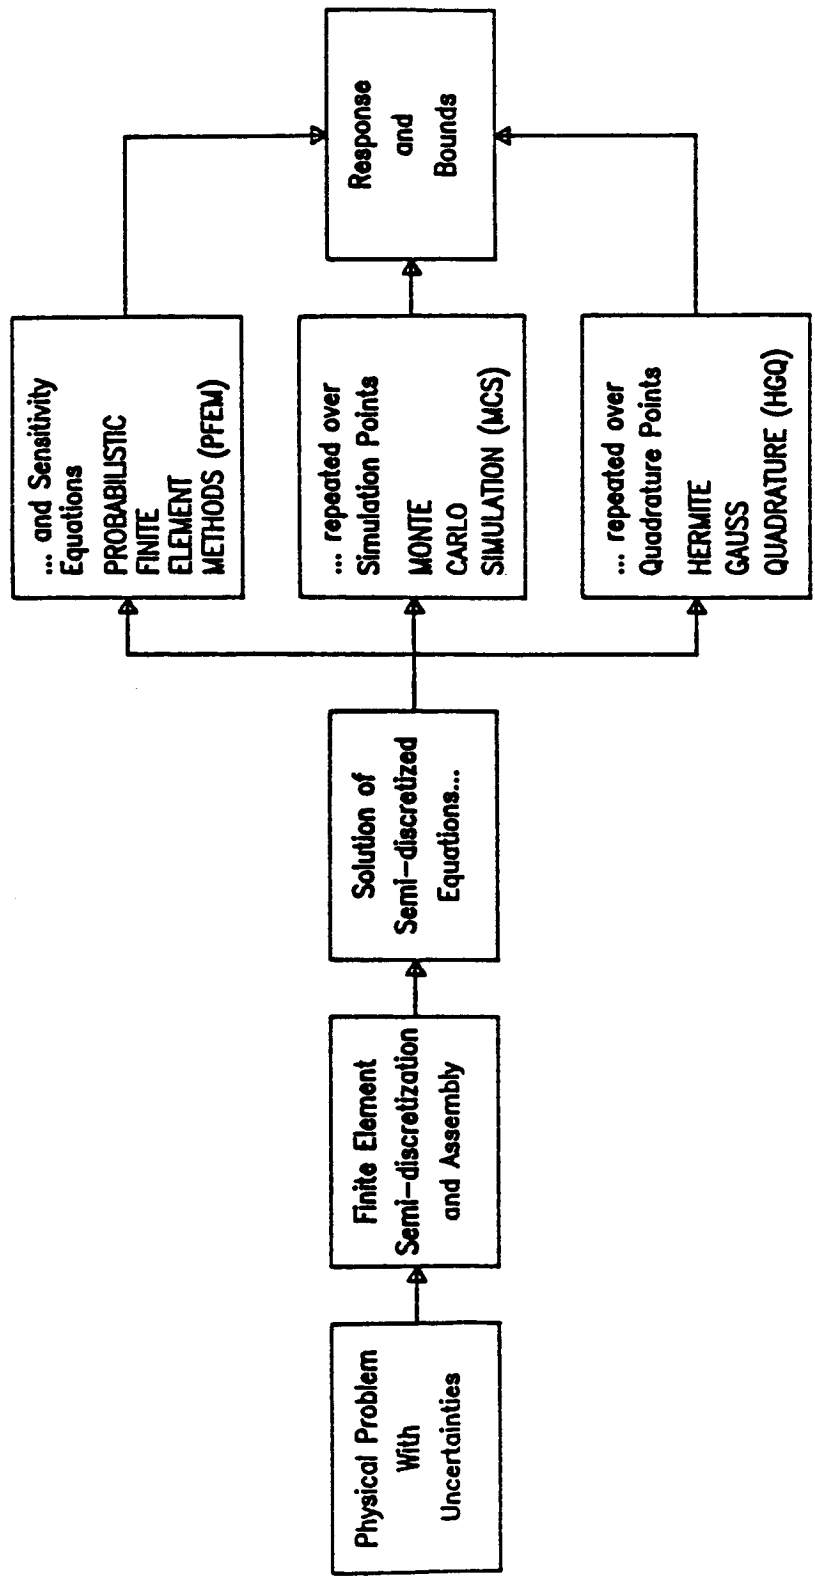 Physical Problem
With
Uncertainties
Finite Element
Semi-discretization
and Assembly
Solution of
Semi-discretized
Equations...
... and Sensitivity
Equations
PROBABILISTIC
FINITE
ELEMENT
METHODS (PFEM)
... repeated over
Simulation Points
MONTE
CARLO
SIMULATION (MCS)
... repeated over
Quadrature Points
HERMITE
GAUSS
QUADRATURE (HGQ)
Response
and
Bounds